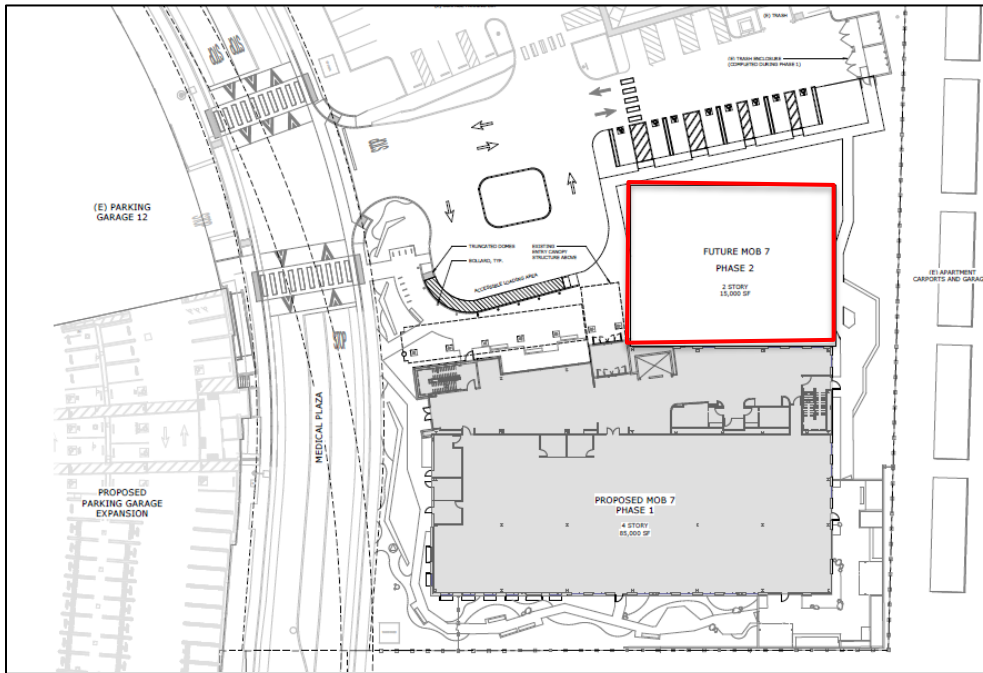 (E) TRASH
(E) TRASH ENCLOSURE
(COMPLETED DURING PHASE 1)
(E) PARKING
GARAGE 12
TRUNCATED DOMES
BOLLARD, TYP.
EXISTING
ENTRY CANOPY
STRUCTURE ABOVE
ACCESSIBLE LOADING AREA
FUTURE MOB 7
PHASE 2
2 STORY
15,000 SF
(E) APARTMENT
CARPORTS AND GARAG
STOP
MEDICAL PLAZA
PROPOSED
PARKING GARAGE
EXPANSION
PROPOSED MOB 7
PHASE 1
4 STORY
85,000 SF